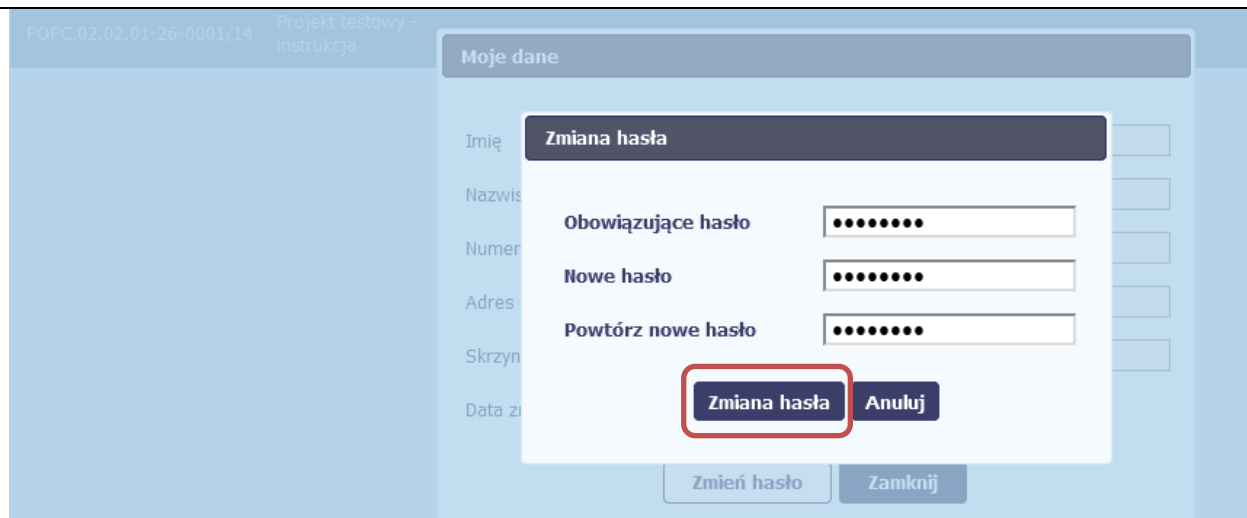 POPC.02.02.01-26-0001/14 Projekt testowy -
instrukcja
Moje dane
Imię
Zmiana hasła
Nazwis
Obowiązujące hasło ••••••••
Numer
Nowe hasło ••••••••
Adres
Powtórz nowe hasło ••••••••
Skrzyn
Zmiana hasła Anuluj
Data zr
Zmień hasło Zamknij